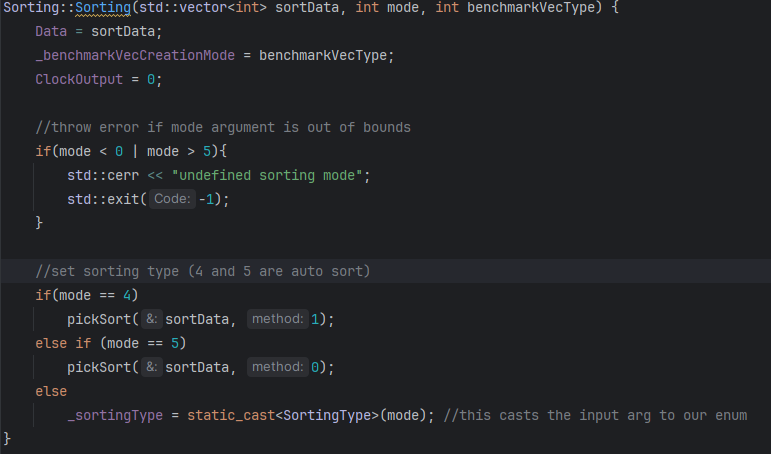 Sorting::Sorting(std::vector<int> sortData, int mode, int benchmarkVecType) {
    Data = sortData;
    _benchmarkVecCreationMode = benchmarkVecType;
    ClockOutput = 0;

    //throw error if mode argument is out of bounds
    if(mode < 0 | mode > 5){
        std::cerr << "undefined sorting mode";
        std::exit( Code: -1);
    }

    //set sorting type (4 and 5 are auto sort)
    if(mode == 4)
        pickSort( &: sortData, method: 1);
    else if (mode == 5)
        pickSort( &: sortData, method: 0);
    else
        _sortingType = static_cast<SortingType>(mode); //this casts the input arg to our enum
}